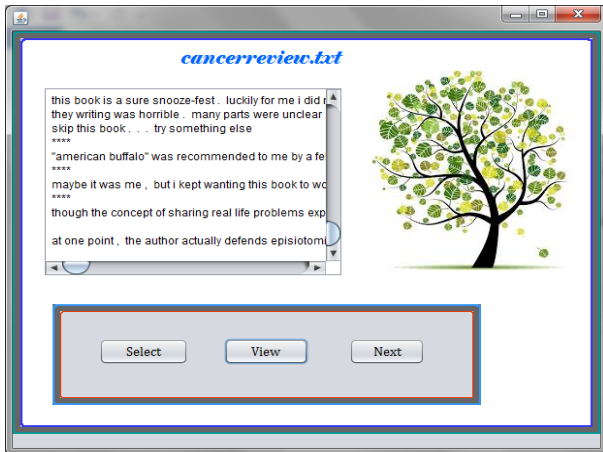 cancerreview.txt
this book is a sure snooze-fest . luckily for me i did
they writing was horrible . many parts were unclear
skip this book . . . try something else
****
"american buffalo" was recommended to me by a fe
****
maybe it was me , but i kept wanting this book to wo
****
though the concept of sharing real life problems exp
at one point , the author actually defends episiotomi
Select
View
Next